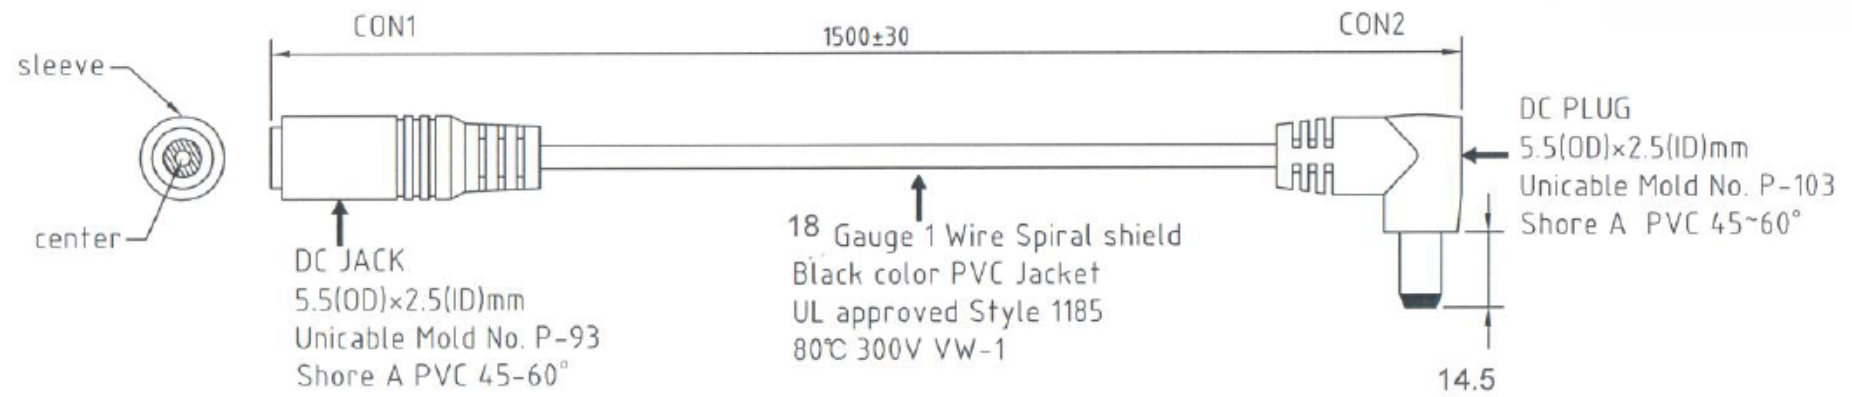 CON1
1500±30
CON2
sleeve
center
DC JACK
5.5(OD)×2.5(ID)mm
Unicable Mold No. P-93
Shore A PVC 45-60°
18 Gauge 1 Wire Spiral shield
Black color PVC Jacket
UL approved Style 1185
80℃ 300V VW-1
DC PLUG
5.5(OD)×2.5(ID)mm
Unicable Mold No. P-103
Shore A PVC 45~60°
14.5